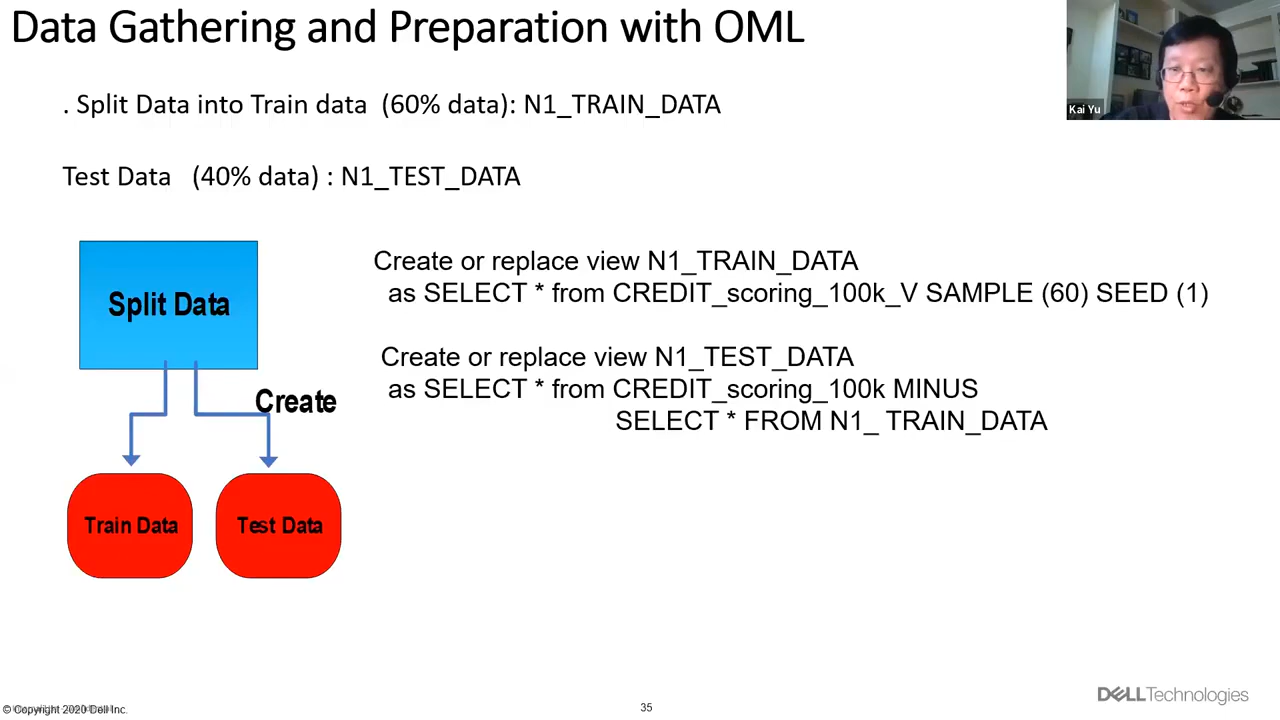 Data Gathering and Preparation with OML
Kai Yu
. Split Data into Train data (60% data): N1_TRAIN_DATA
Test Data (40% data) : N1_TEST_DATA
Split Data
Create
Train Data
Test Data
Create or replace view N1_TRAIN_DATA
as SELECT * from CREDIT_scoring_100k_V SAMPLE (60) SEED (1)
Create or replace view N1_TEST_DATA
as SELECT * from CREDIT_scoring_100k MINUS
SELECT * FROM N1_ TRAIN_DATA
© Copyright 2020 Dell Inc.
35
DELLTechnologies